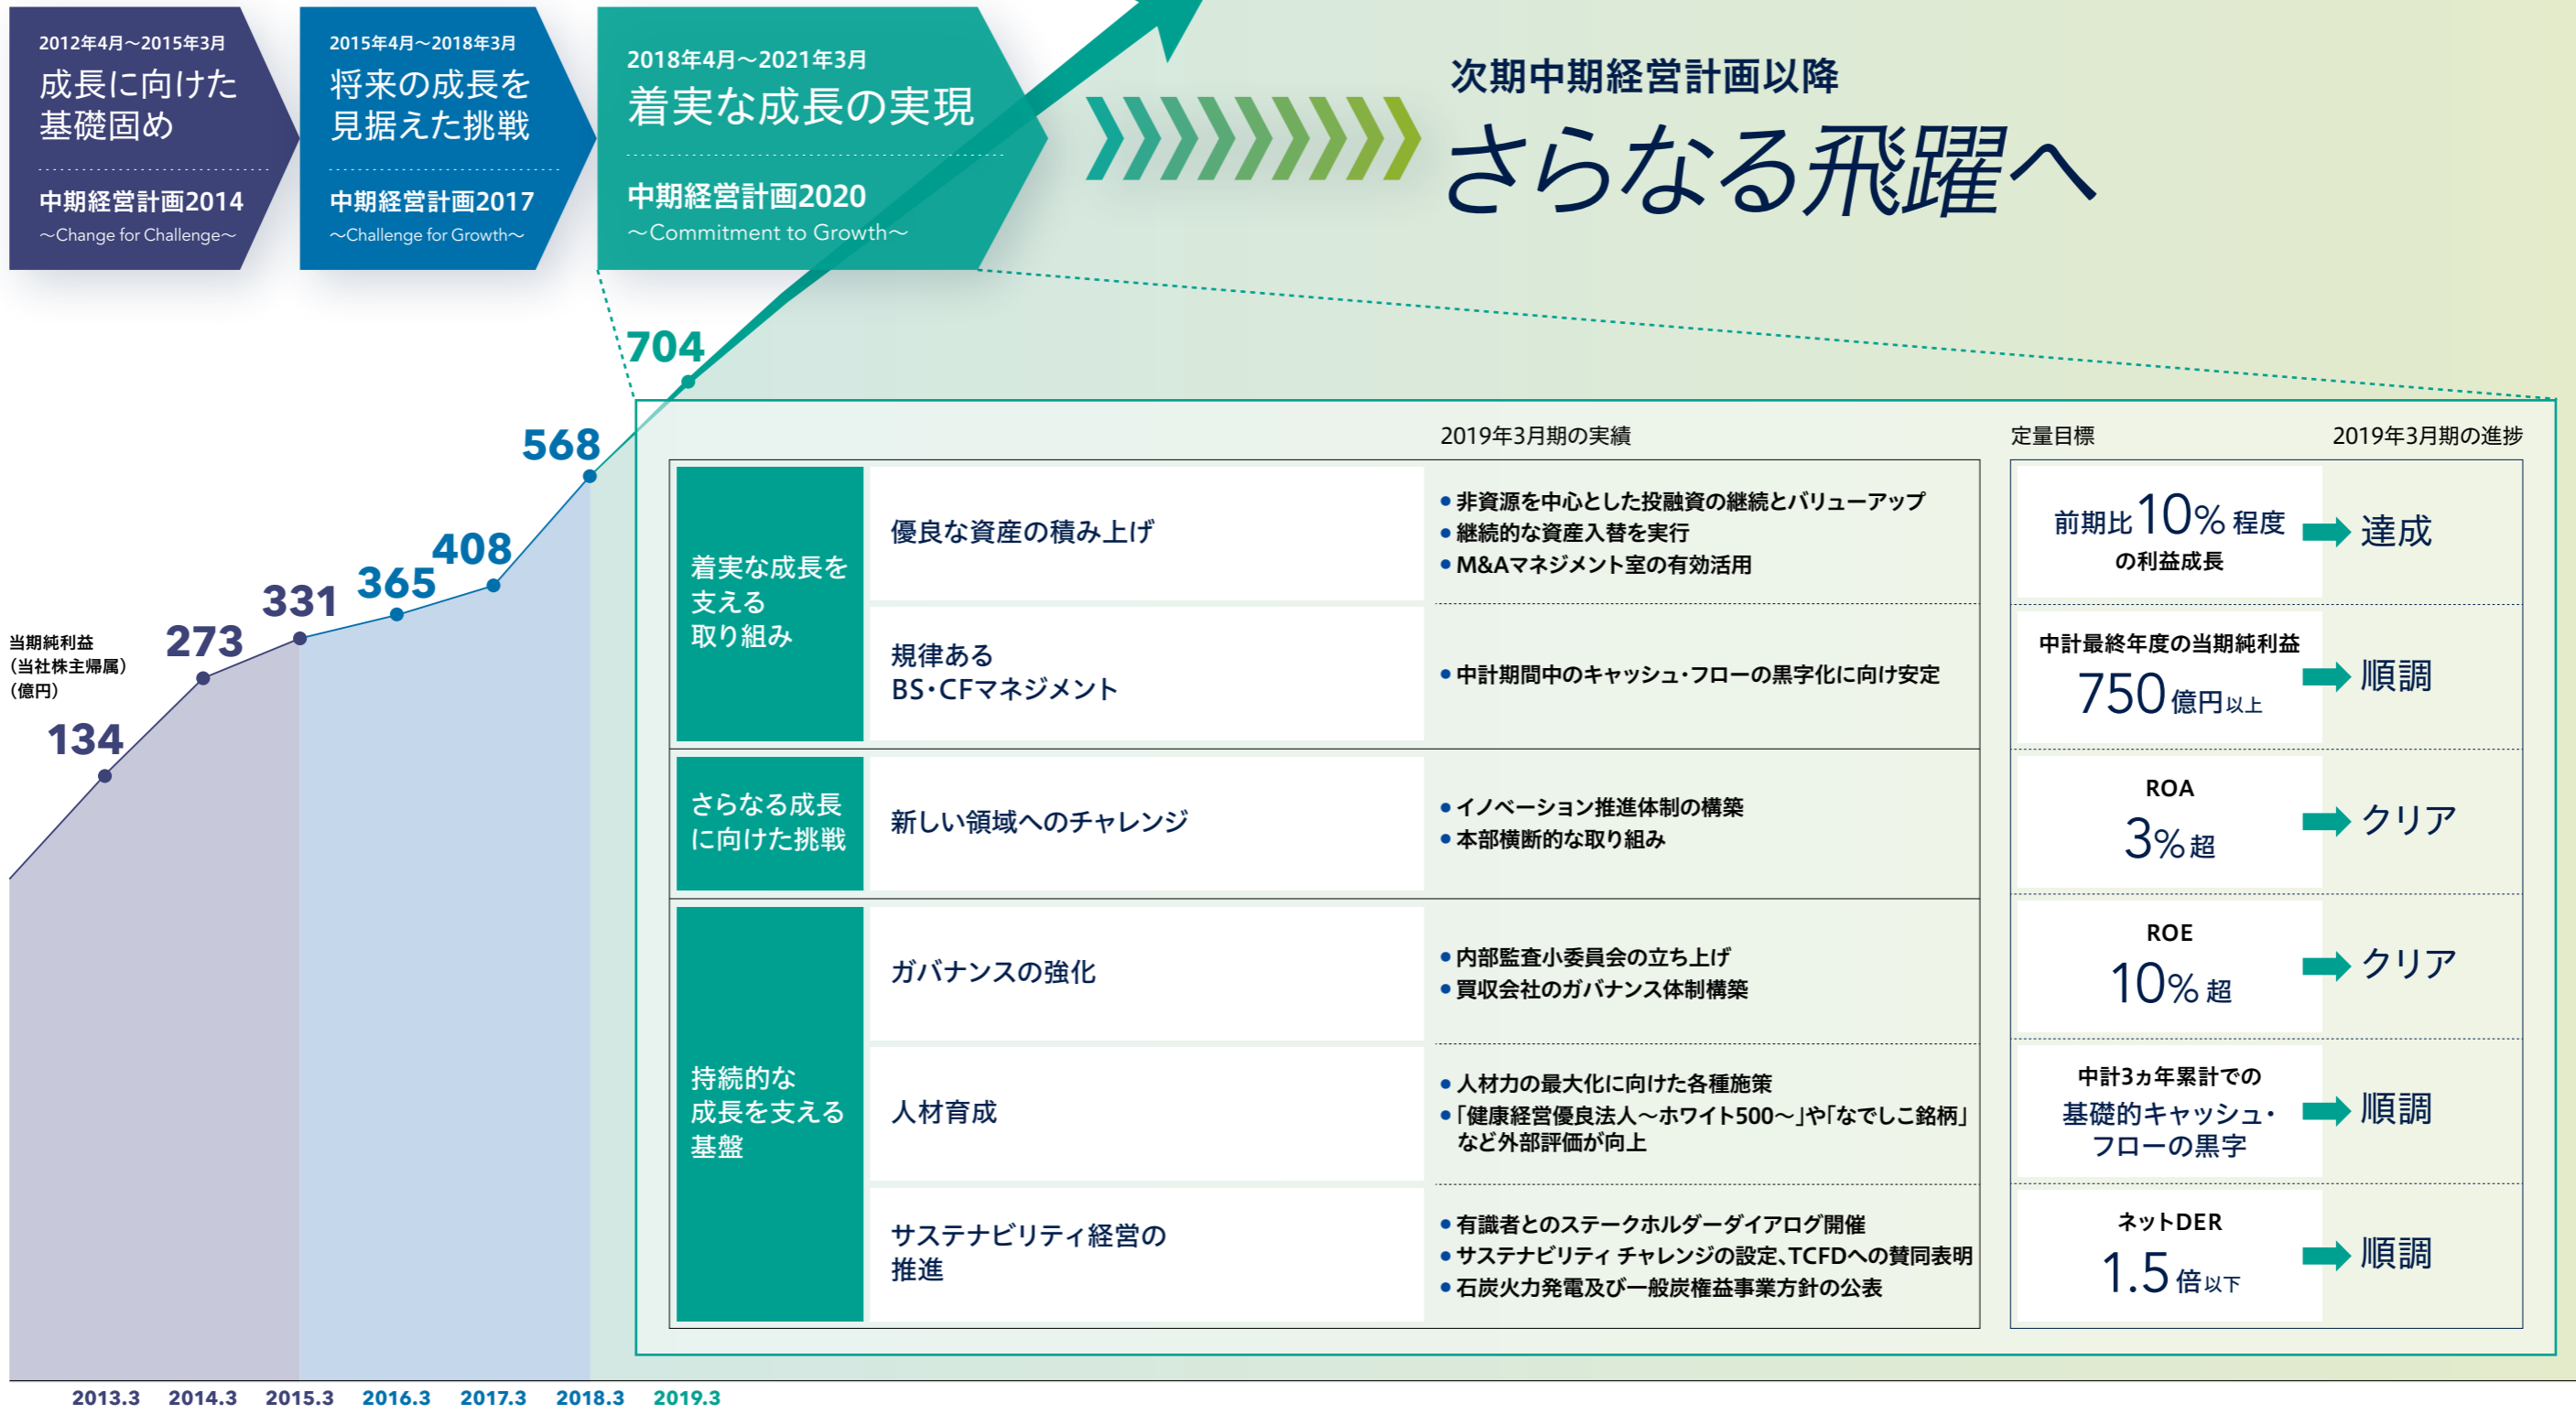 2012年4月～2015年3月
成長に向けた
基礎固め
中期経営計画2014
～Change for Challenge～
2015年4月～2018年3月
将来の成長を
見据えた挑戦
中期経営計画2017
～Challenge for Growth～
2018年4月～2021年3月
着実な成長の実現
中期経営計画2020
～Commitment to Growth～
次期中期経営計画以降
さらなる飛躍へ
当期純利益
（当社株主帰属）
（億円）
134
273
331
365
408
568
704
2019年3月期の実績
定量目標
2019年3月期の進捗
着実な成長を
支える
取り組み
優良な資産の積み上げ
●非資源を中心とした投融資の継続とバリューアップ
●継続的な資産入替を実行
●M&Aマネジメント室の有効活用
規律ある
BS・CFマネジメント
●中計期間中のキャッシュ・フローの黒字化に向け安定
さらなる成長
に向けた挑戦
新しい領域へのチャレンジ
●イノベーション推進体制の構築
●本部横断的な取り組み
持続的な
成長を支える
基盤
ガバナンスの強化
●内部監査小委員会の立ち上げ
●買収会社のガバナンス体制構築
人材育成
●人材力の最大化に向けた各種施策
●「健康経営優良法人～ホワイト500～」や「なでしこ銘柄」
など外部評価が向上
サステナビリティ経営の
推進
●有識者とのステークホルダーダイアログ開催
●サステナビリティ チャレンジの設定、TCFDへの賛同表明
●石炭火力発電及び一般炭権益事業方針の公表
前期比10%程度
の利益成長
達成
中計最終年度の当期純利益
750億円以上
順調
ROA
3%超
クリア
ROE
10%超
クリア
中計3ヵ年累計での
基礎的キャッシュ・
フローの黒字
順調
ネットDER
1.5倍以下
順調
2013.3 2014.3 2015.3 2016.3 2017.3 2018.3 2019.3